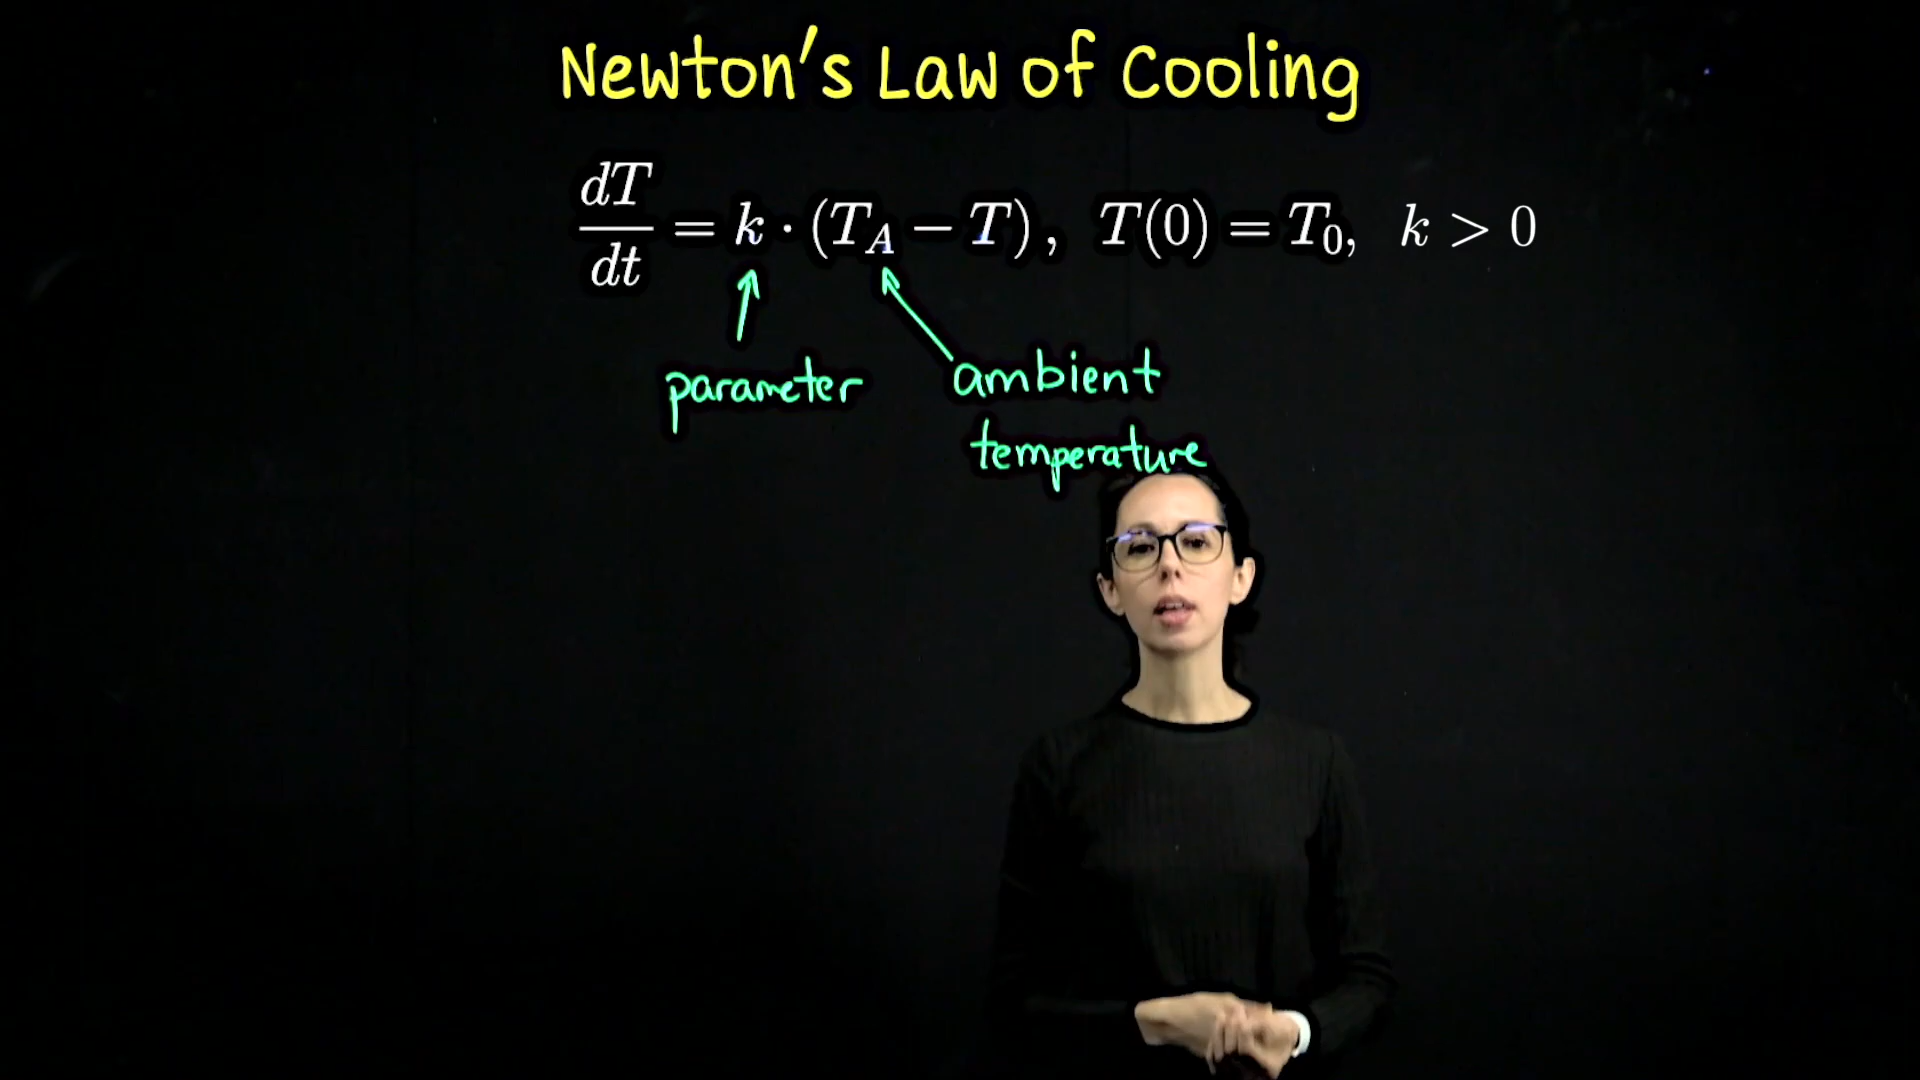 Newton's Law of Cooling
dT/dt = k · (T_A − T), T(0) = T_0, k > 0
parameter
ambient
temperature